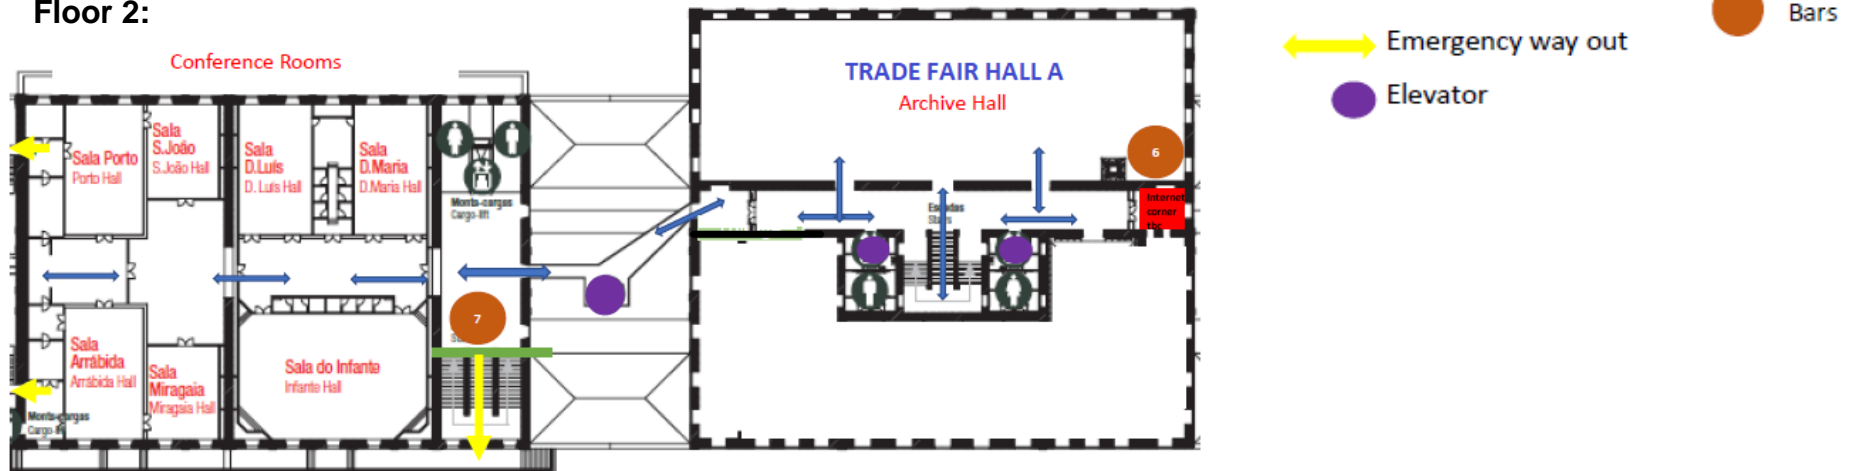 Floor 2:
Bars
Emergency way out
Elevator
Conference Rooms
TRADE FAIR HALL A
Archive Hall
Sala Porto
Porto Hall
Sala
S.João
S.João Hall
Sala
D.Luís
D. Luís Hall
Sala
D.Maria
D.Maria Hall
Monta-cargas
Cargo-lift
6
Internet
corner
tbc
Escadas
Stairs
7
Sala
Arrábida
Arrábida Hall
Sala
Miragaia
Miragaia Hall
Sala do Infante
Infante Hall
Monta-cargas
Cargo-lift